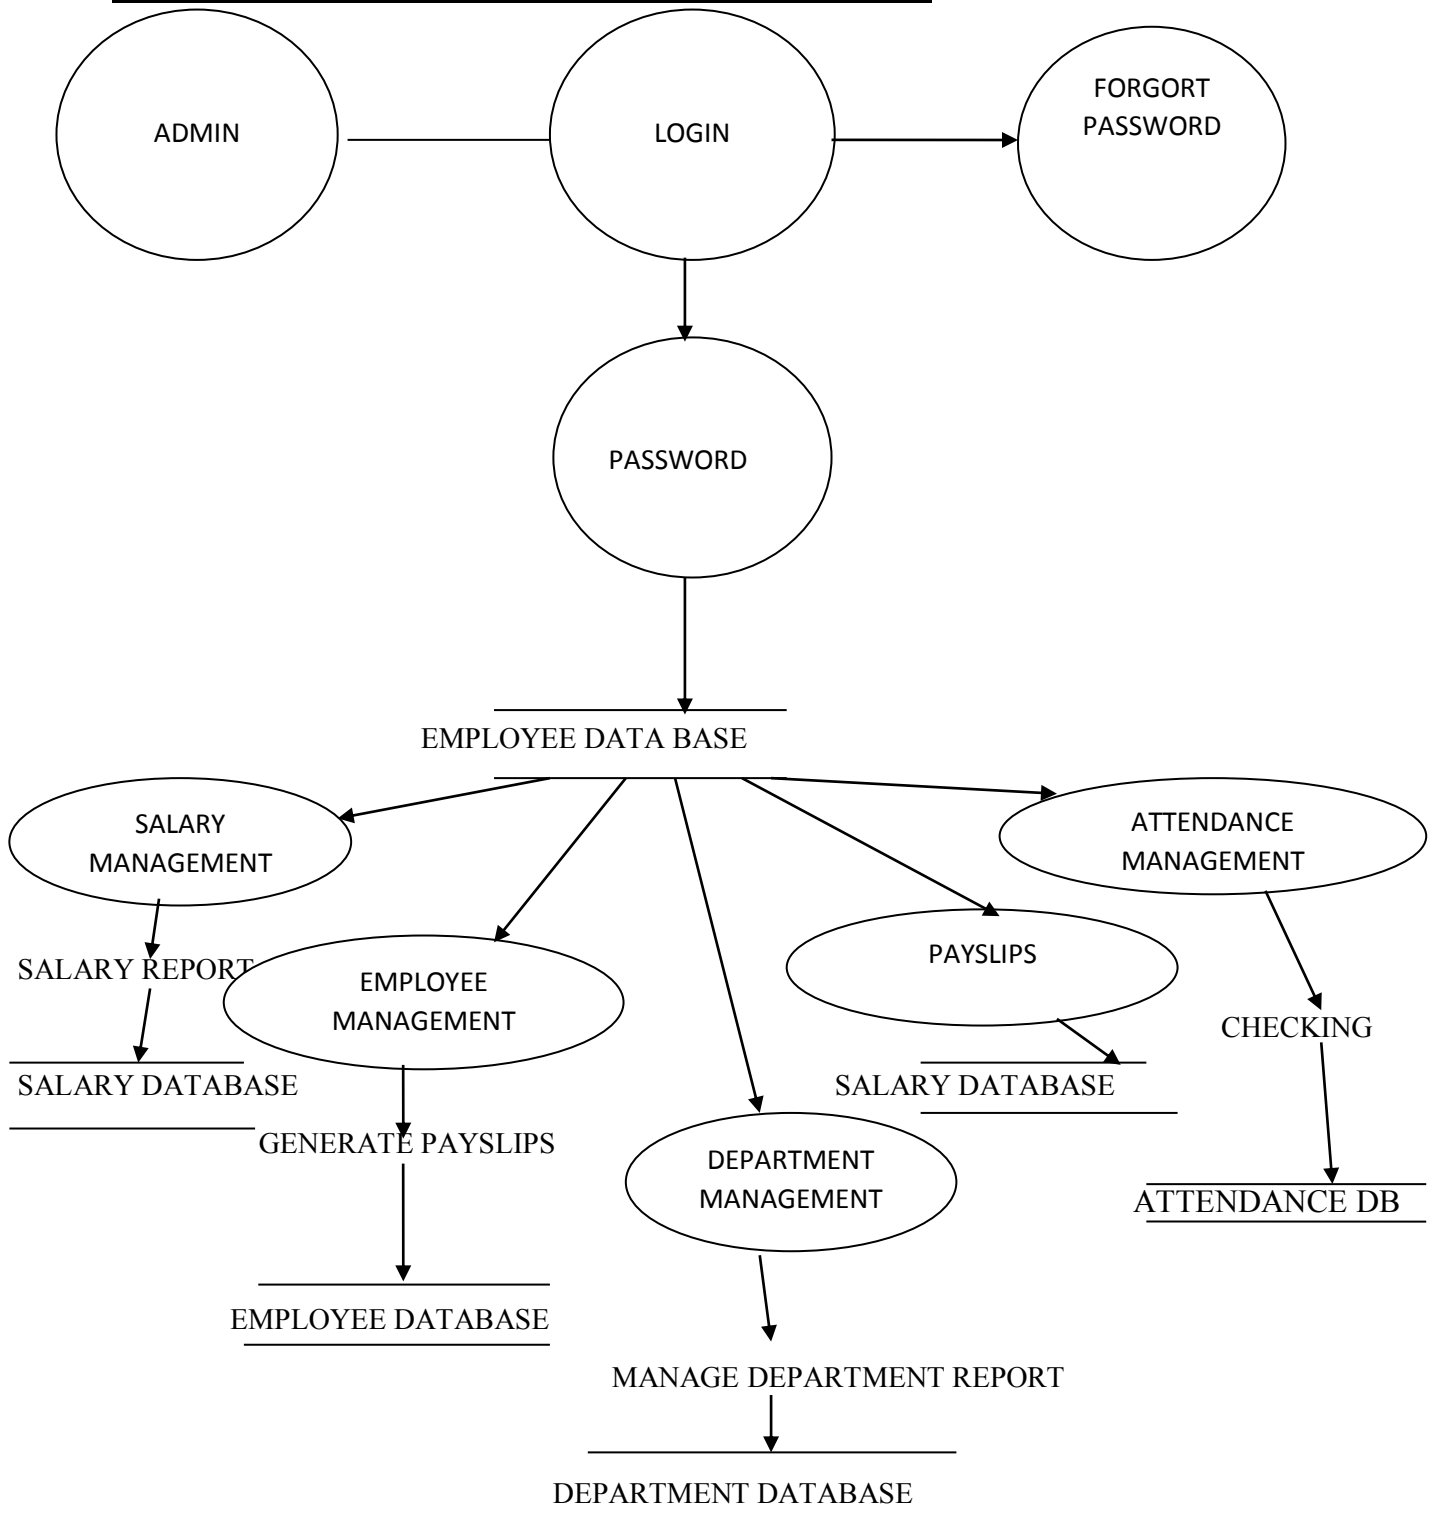 ADMIN
LOGIN
FORGORT
PASSWORD
PASSWORD
EMPLOYEE DATA BASE
SALARY
MANAGEMENT
ATTENDANCE
MANAGEMENT
PAYSLIPS
SALARY REPORT
EMPLOYEE
MANAGEMENT
CHECKING
SALARY DATABASE
SALARY DATABASE
GENERATE PAYSLIPS
DEPARTMENT
MANAGEMENT
ATTENDANCE DB
EMPLOYEE DATABASE
MANAGE DEPARTMENT REPORT
DEPARTMENT DATABASE